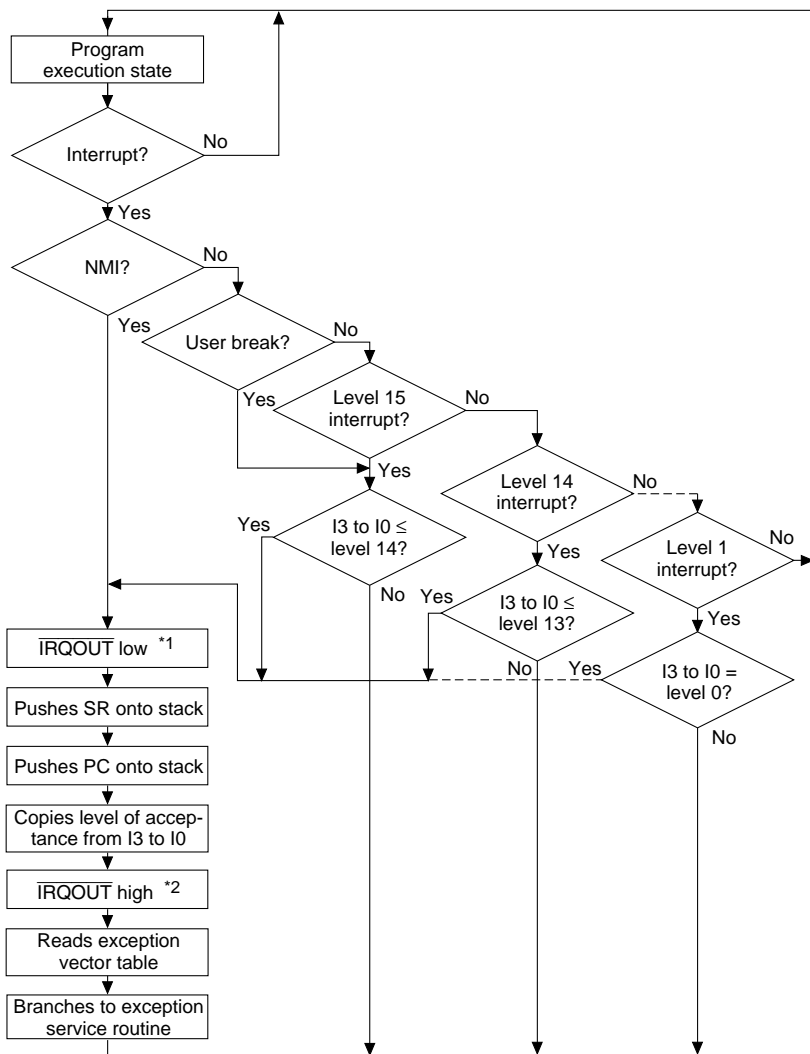 Program
execution state
No
Interrupt?
Yes
No
NMI?
Yes
No
User break?
Yes
No
Level 15
interrupt?
Yes
No
Level 14
interrupt?
No
Level 1
interrupt?
Yes
I3 to I0 ≤
level 14?
Yes
No
Yes
I3 to I0 ≤
level 13?
Yes
No
Yes
I3 to I0 =
level 0?
No
IRQOUT low *1
Pushes SR onto stack
Pushes PC onto stack
Copies level of accep-
tance from I3 to I0
IRQOUT high *2
Reads exception
vector table
Branches to exception
service routine